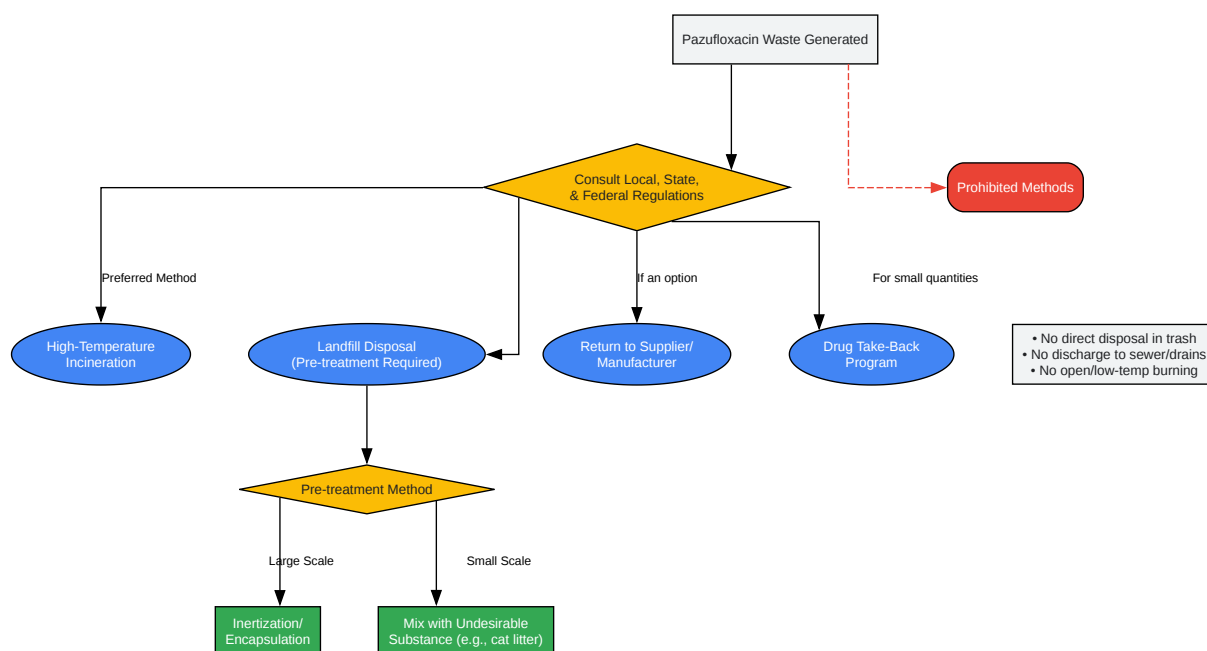 Pazufloxacin Waste Generated
Consult Local, State,
& Federal Regulations
Prohibited Methods
Preferred Method
If an option
For small quantities
High-Temperature
Incineration
Landfill Disposal
(Pre-treatment Required)
Return to Supplier/
Manufacturer
Drug Take-Back
Program
• No direct disposal in trash
• No discharge to sewer/drains
• No open/low-temp burning
Pre-treatment Method
Large Scale
Small Scale
Inertization/
Encapsulation
Mix with Undesirable
Substance (e.g., cat litter)